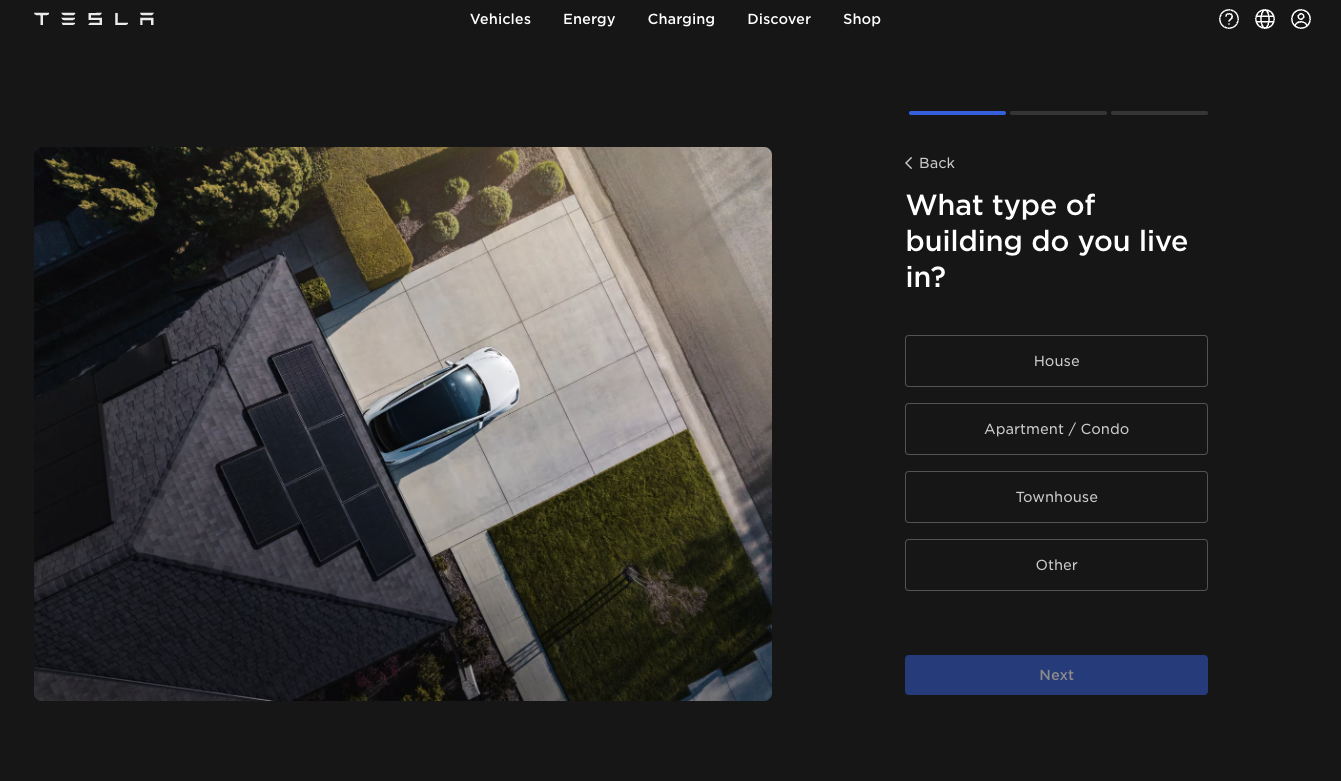 TESLA
Vehicles Energy Charging Discover Shop
Back
What type of
building do you live
in?
House
Apartment / Condo
Townhouse
Other
Next